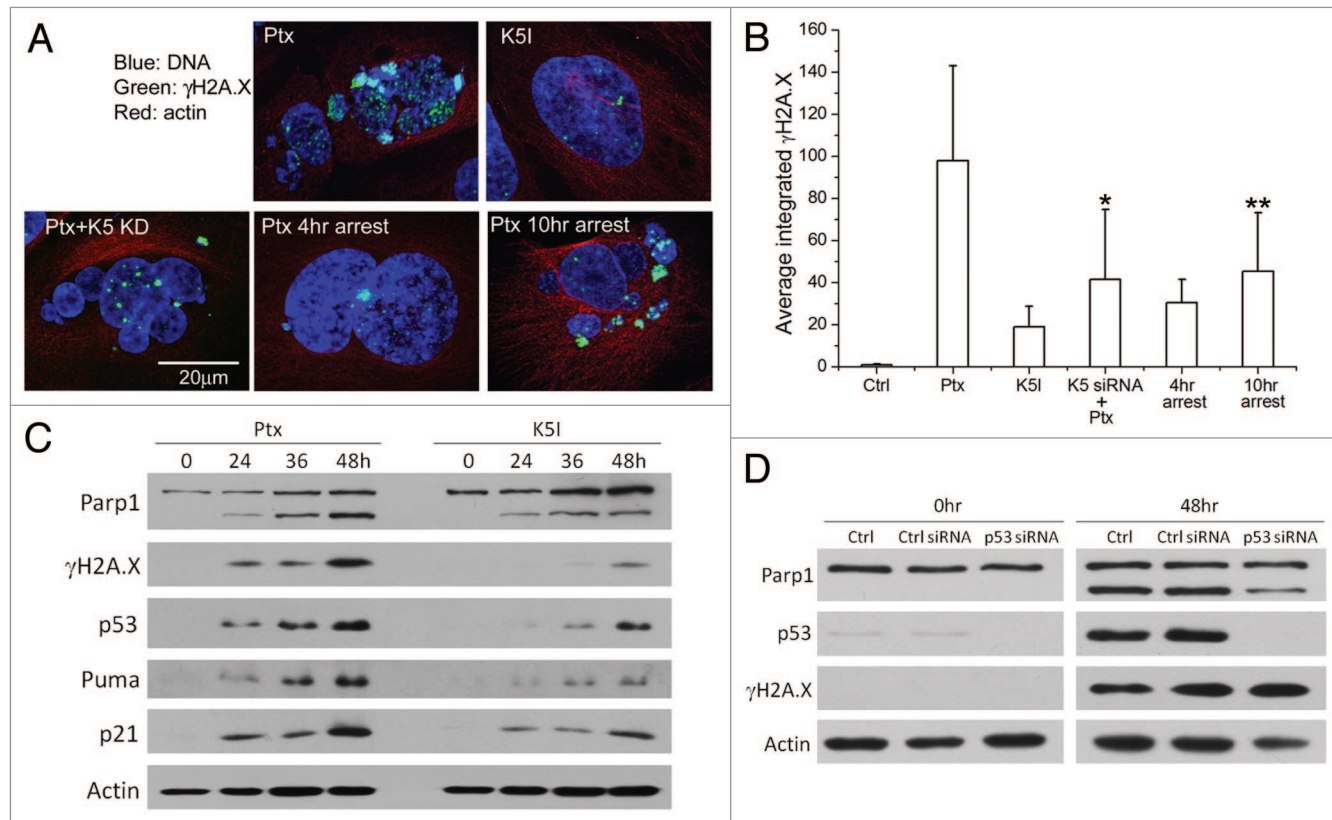 A
Blue: DNA
Green: γH2A.X
Red: actin
Ptx
K5I
Ptx+K5 KD
20μm
Ptx 4hr arrest
Ptx 10hr arrest
B
Average integrated γH2A.X
160
140
120
100
80
60
40
20
0
*
**
Ctrl
Ptx
K5I
K5 siRNA
+
Ptx
4hr
arrest
10hr
arrest
C
Ptx
K5I
0 24 36 48h 0 24 36 48h
Parp1
γH2A.X
p53
Puma
p21
Actin
D
0hr
48hr
Ctrl Ctrl siRNA p53 siRNA Ctrl Ctrl siRNA p53 siRNA
Parp1
p53
γH2A.X
Actin